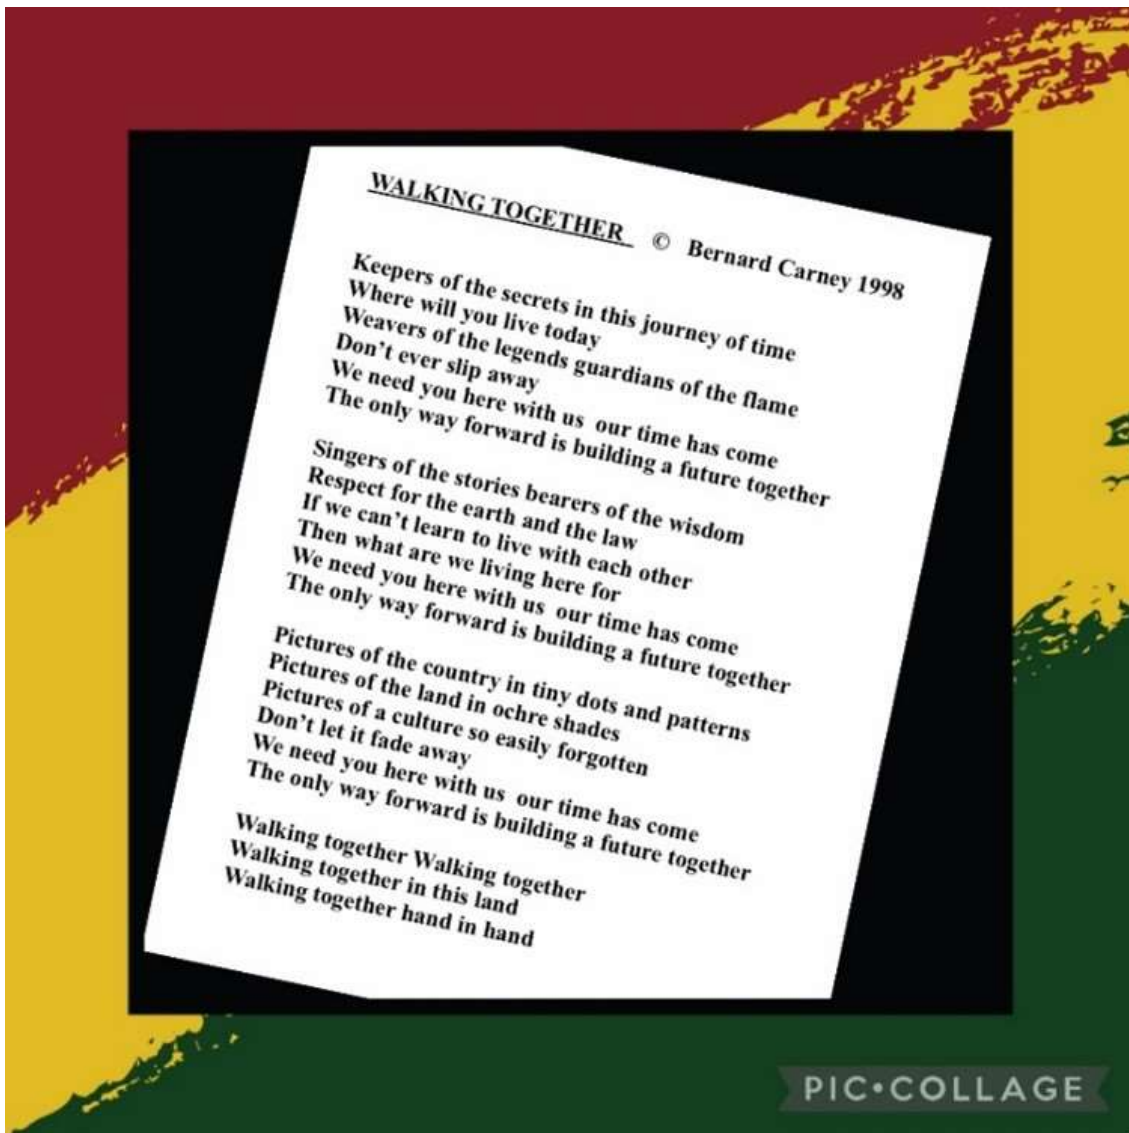 WALKING TOGETHER © Bernard Carney 1998
Keepers of the secrets in this journey of time
Where will you live today
Weavers of the legends guardians of the flame
Don’t ever slip away
We need you here with us our time has come
The only way forward is building a future together
Singers of the stories bearers of the wisdom
Respect for the earth and the law
If we can’t learn to live with each other
Then what are we living here for
We need you here with us our time has come
The only way forward is building a future together
Pictures of the country in tiny dots and patterns
Pictures of the land in ochre shades
Pictures of a culture so easily forgotten
Don’t let it fade away
We need you here with us our time has come
The only way forward is building a future together
Walking together Walking together
Walking together in this land
Walking together hand in hand
PIC•COLLAGE